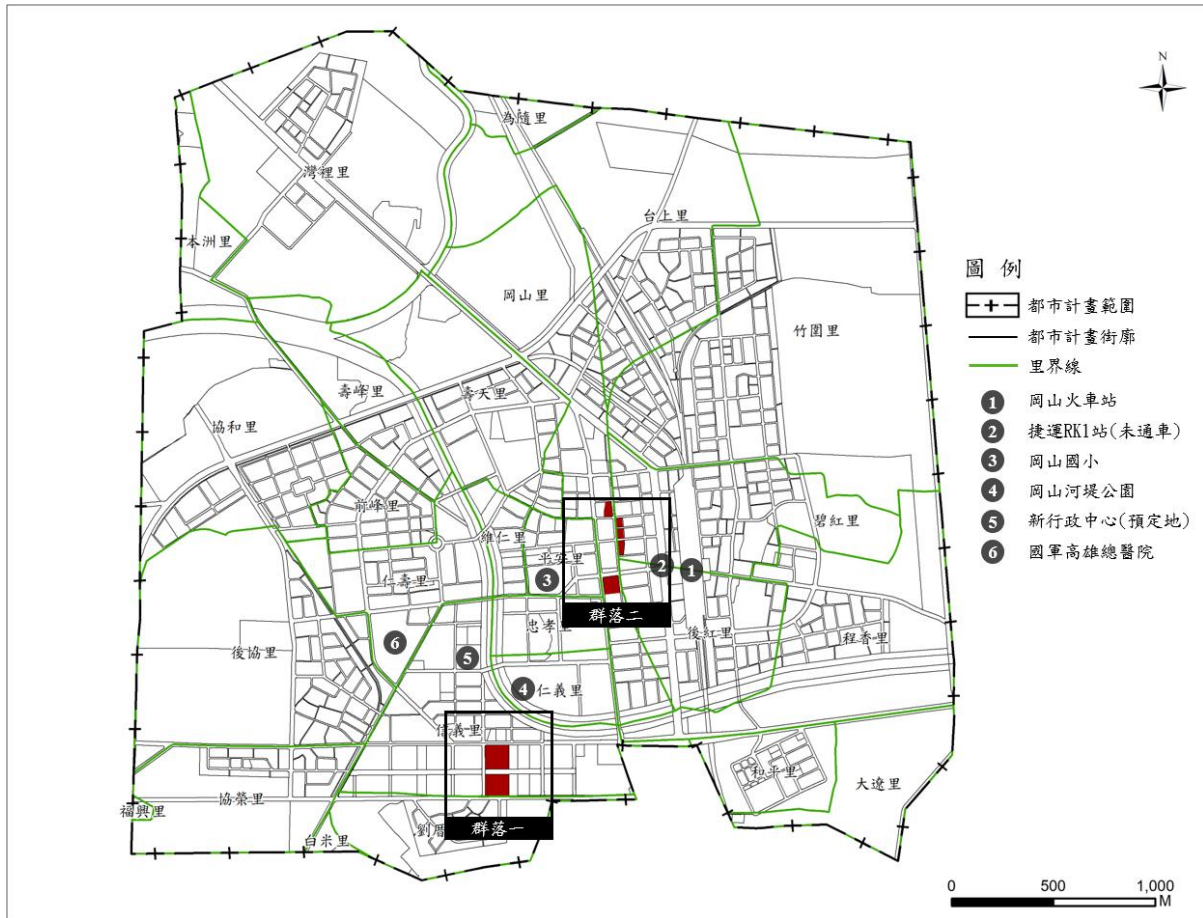 N
為隨里
灣裡里
台上里
本洲里
岡山里
竹圍里
壽峰里
壽天里
協和里
前峰里
維仁里
平安里
碧紅里
仁壽里
忠孝里
群落二
後紅里
程香里
後協里
仁義里
信義里
和平里
大遼里
協榮里
福興里
白米里
劉厝
群落一
圖 例
都市計畫範圍
都市計畫街廓
里界線
1 岡山火車站
2 捷運RK1站(未通車)
3 岡山國小
4 岡山河堤公園
5 新行政中心(預定地)
6 國軍高雄總醫院
3
2
1
6
5
4
0 500 1,000
M